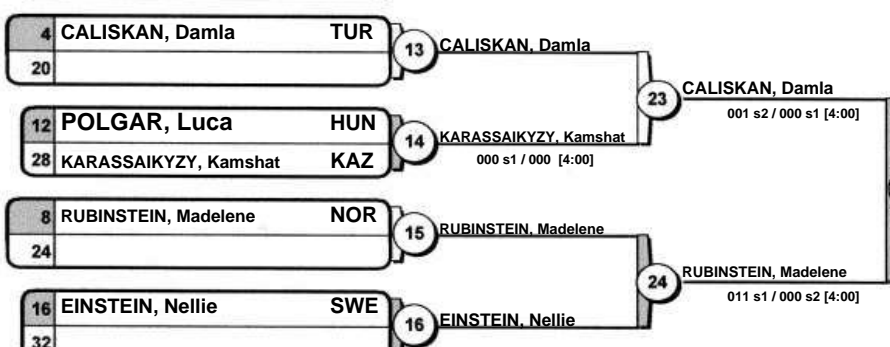 4 CALISKAN, Damla TUR
20
13
CALISKAN, Damla
12 POLGAR, Luca HUN
28 KARASSAIKYZY, Kamshat KAZ
14
KARASSAIKYZY, Kamshat
000 s1 / 000 [4:00]
23
CALISKAN, Damla
001 s2 / 000 s1 [4:00]
8 RUBINSTEIN, Madelene NOR
24
15
RUBINSTEIN, Madelene
16 EINSTEIN, Nellie SWE
32
16
EINSTEIN, Nellie
24
RUBINSTEIN, Madelene
011 s1 / 000 s2 [4:00]